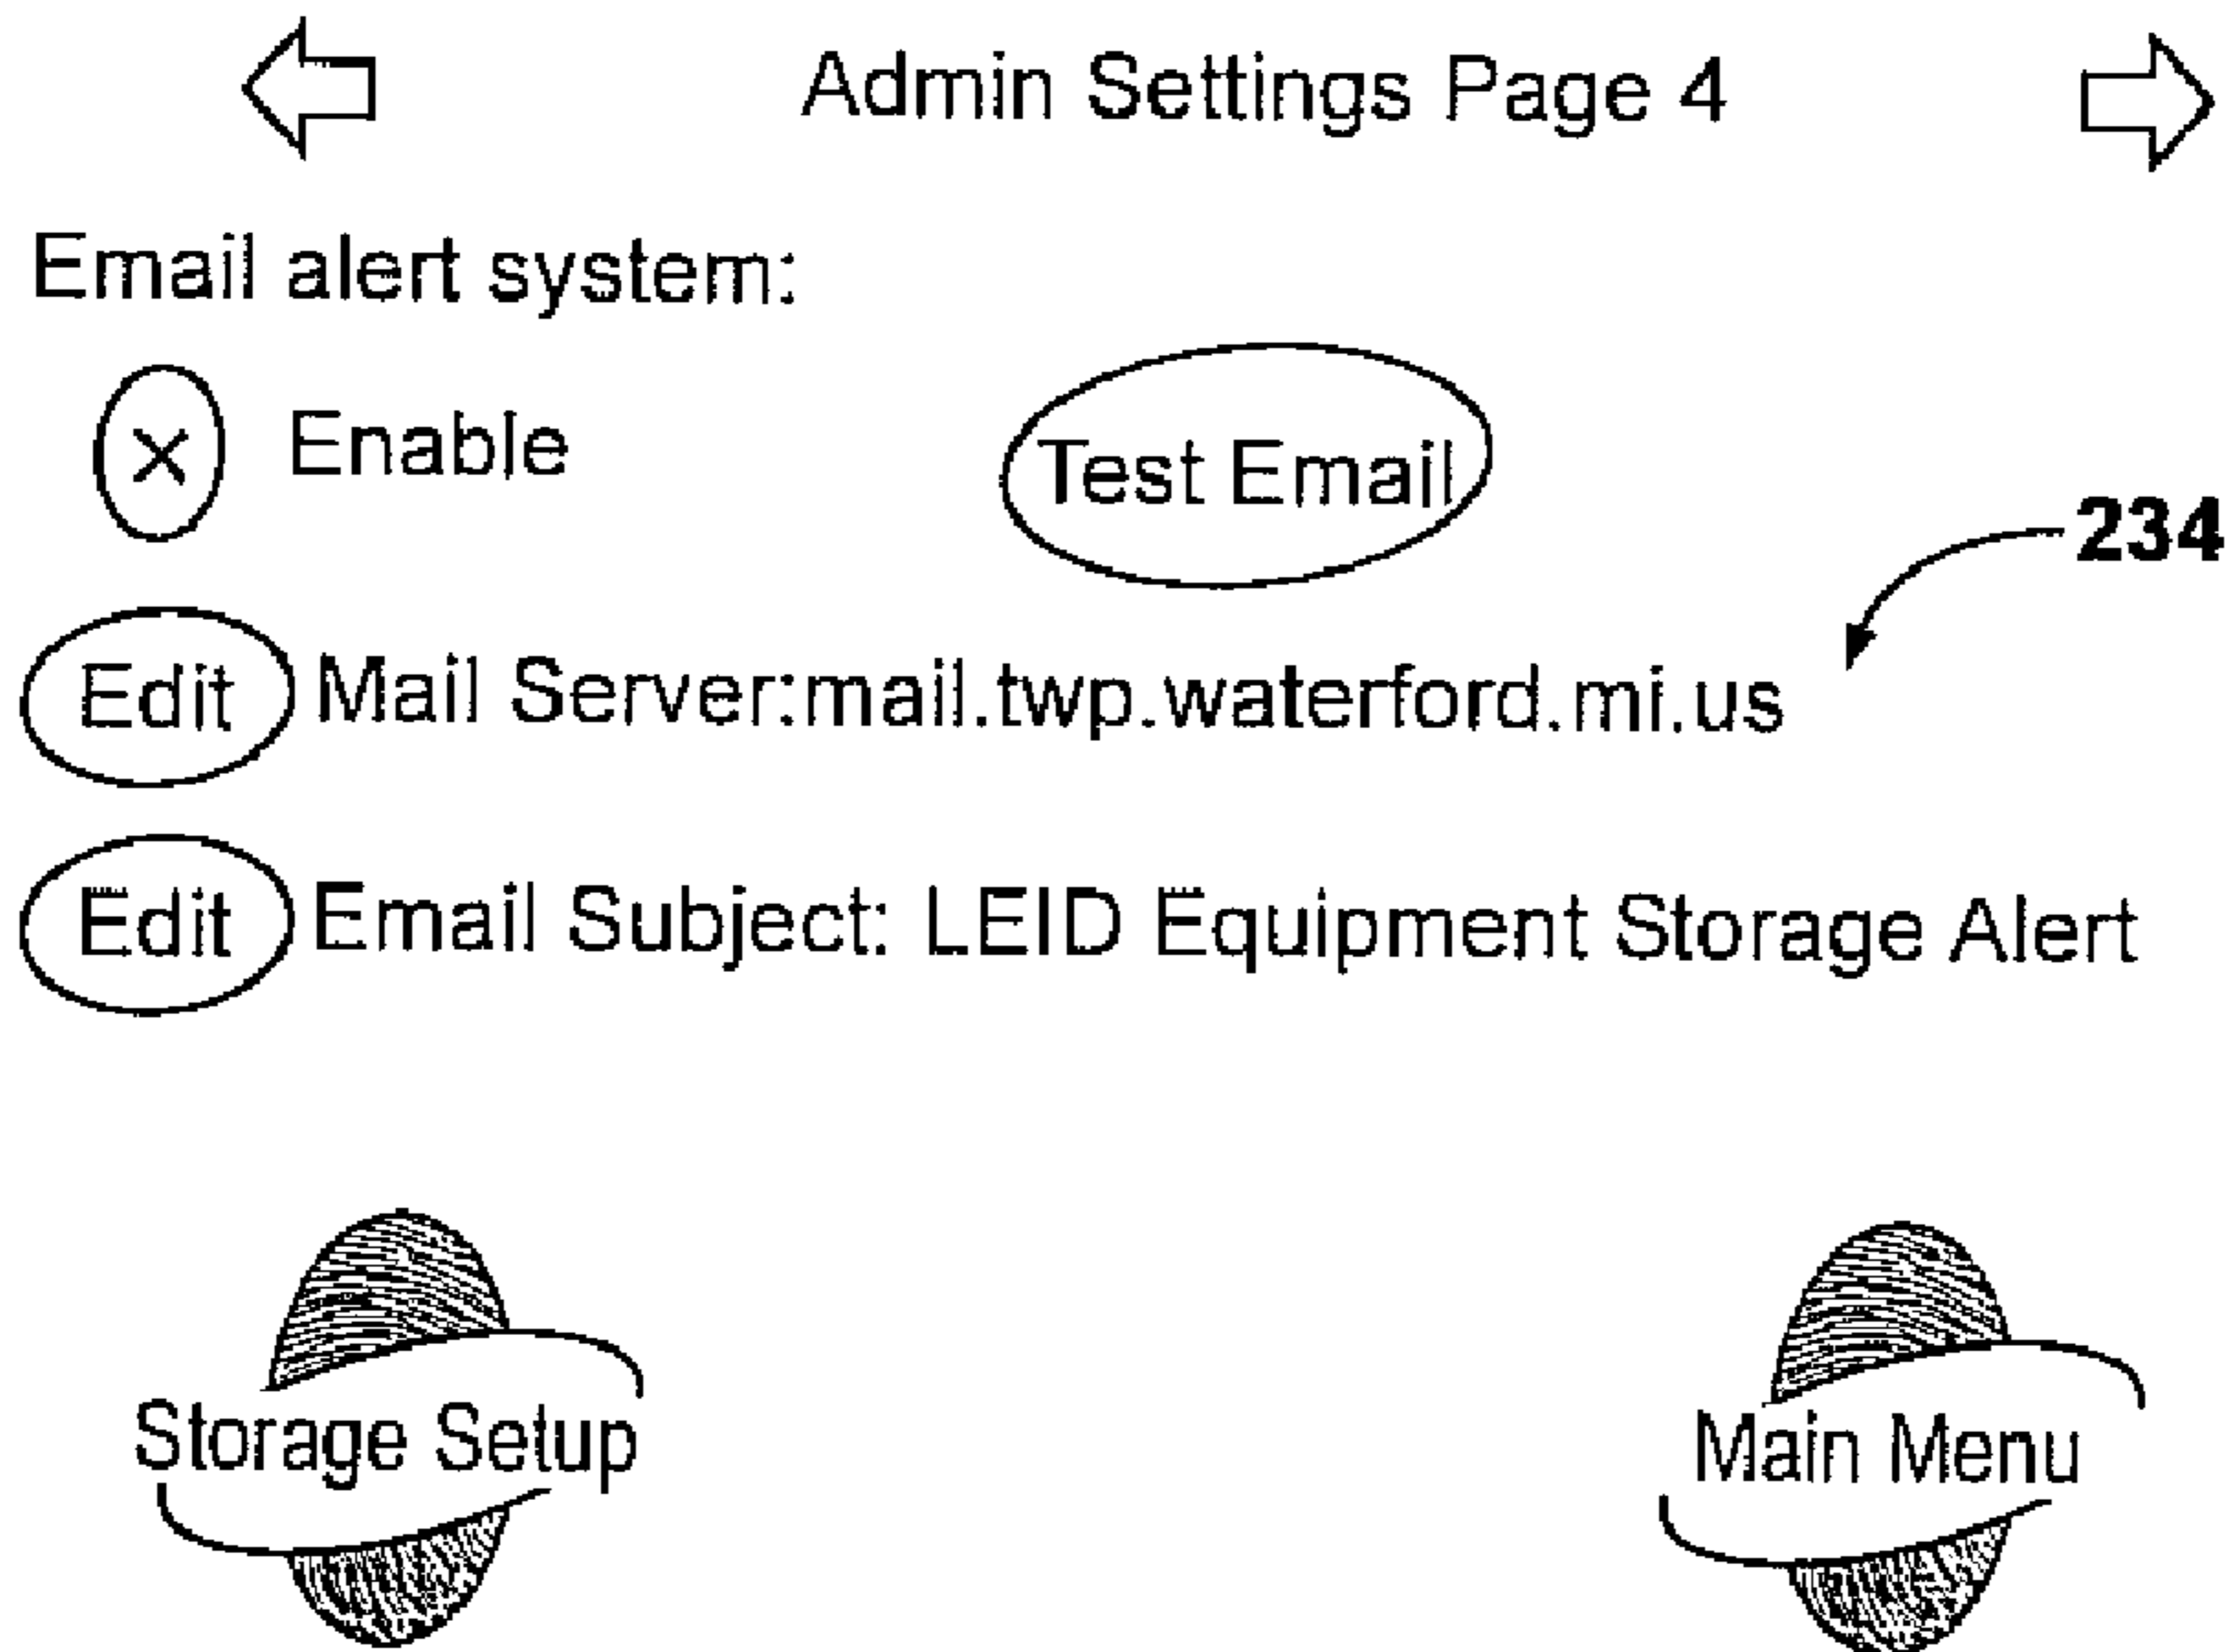 Admin Settings Page 4
Email alert system:
× Enable
Test Email
234
Edit Mail Server:mail.twp.waterford.mi.us
Edit Email Subject: LEID Equipment Storage Alert
Storage Setup
Main Menu